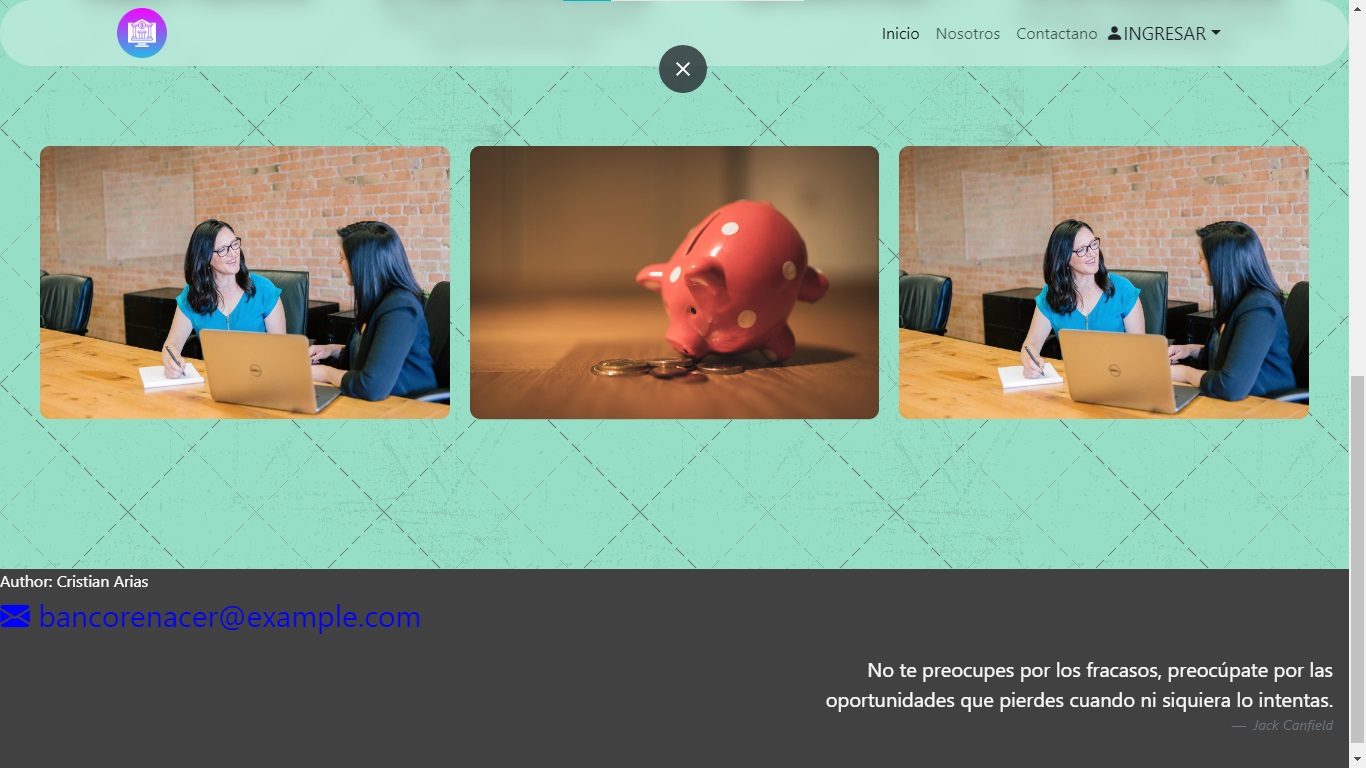 Inicio Nosotros Contactano INGRESAR
Author: Cristian Arias
bancorenacer@example.com
No te preocupes por los fracasos, preocúpate por las
oportunidades que pierdes cuando ni siquiera lo intentas.
— Jack Canfield